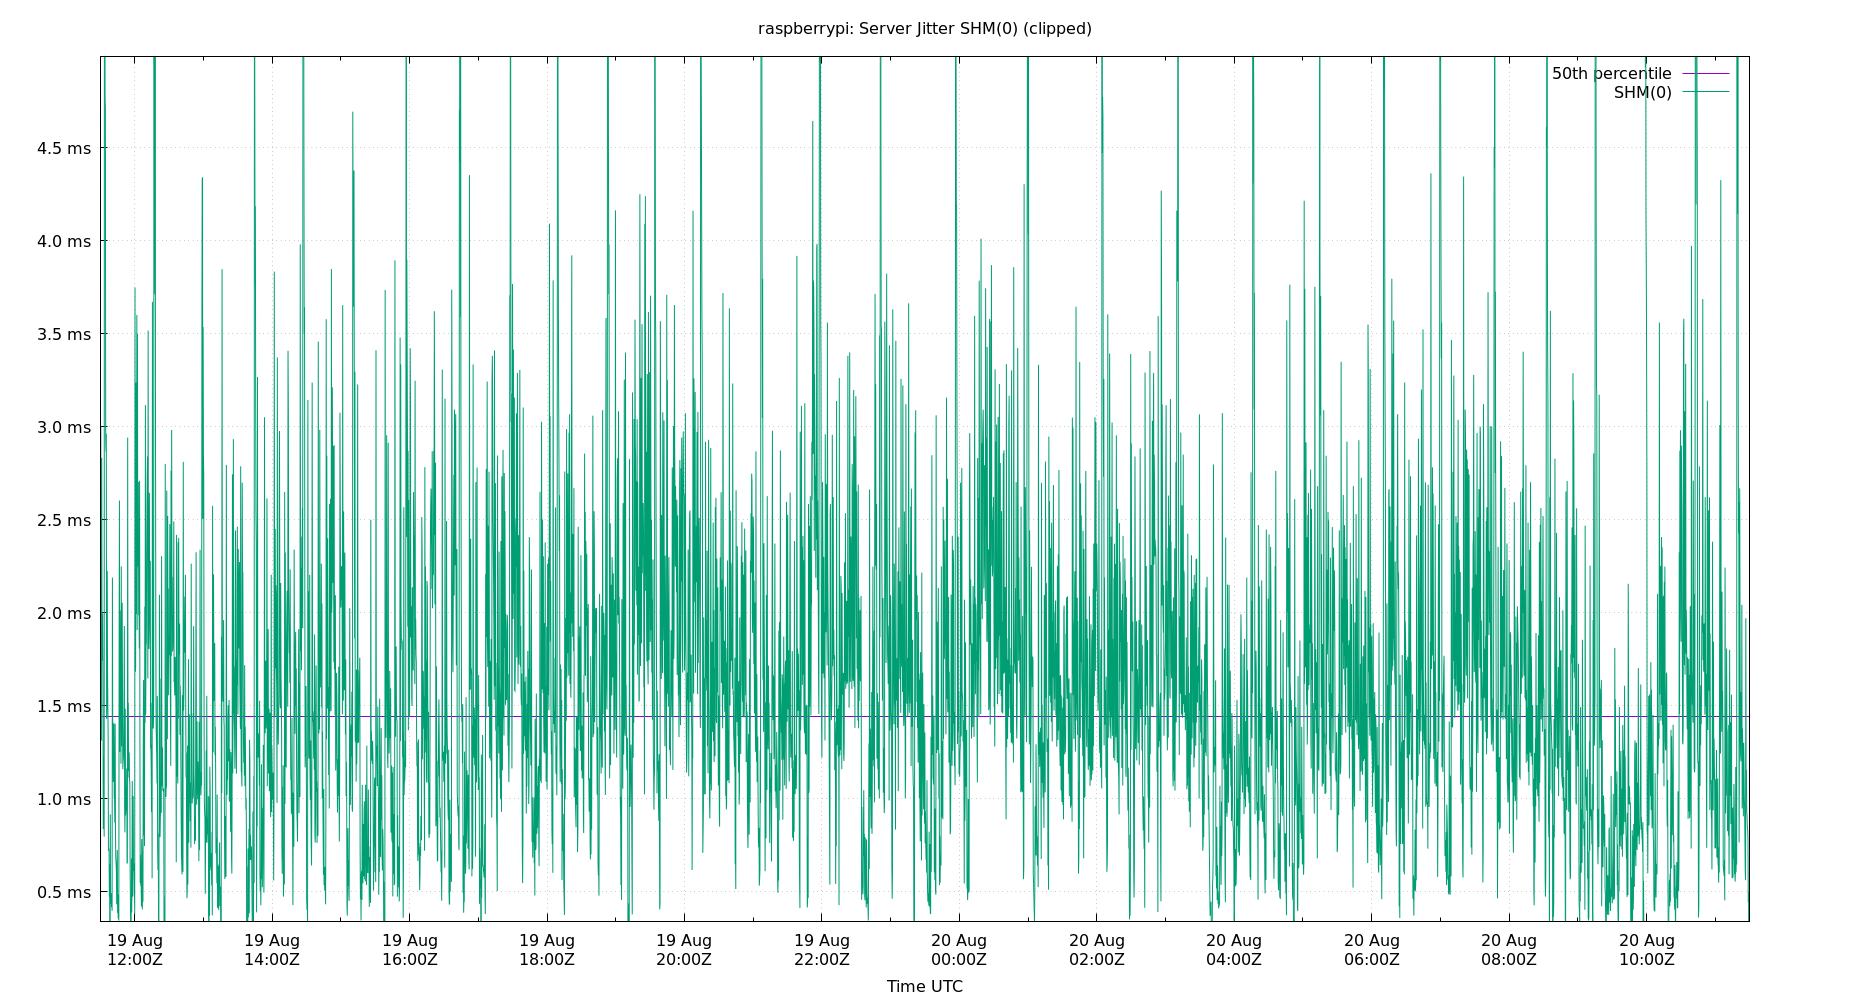 raspberrypi: Server Jitter SHM(0) (clipped)
50th percentile
SHM(0)
4.5 ms
4.0 ms
3.5 ms
3.0 ms
2.5 ms
2.0 ms
1.5 ms
1.0 ms
0.5 ms
19 Aug 19 Aug 19 Aug 19 Aug 19 Aug 19 Aug 20 Aug 20 Aug 20 Aug 20 Aug 20 Aug 20 Aug
12:00Z 14:00Z 16:00Z 18:00Z 20:00Z 22:00Z 00:00Z 02:00Z 04:00Z 06:00Z 08:00Z 10:00Z
Time UTC